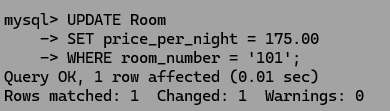 mysql> UPDATE Room
    -> SET price_per_night = 175.00
    -> WHERE room_number = '101';
Query OK, 1 row affected (0.01 sec)
Rows matched: 1  Changed: 1  Warnings: 0